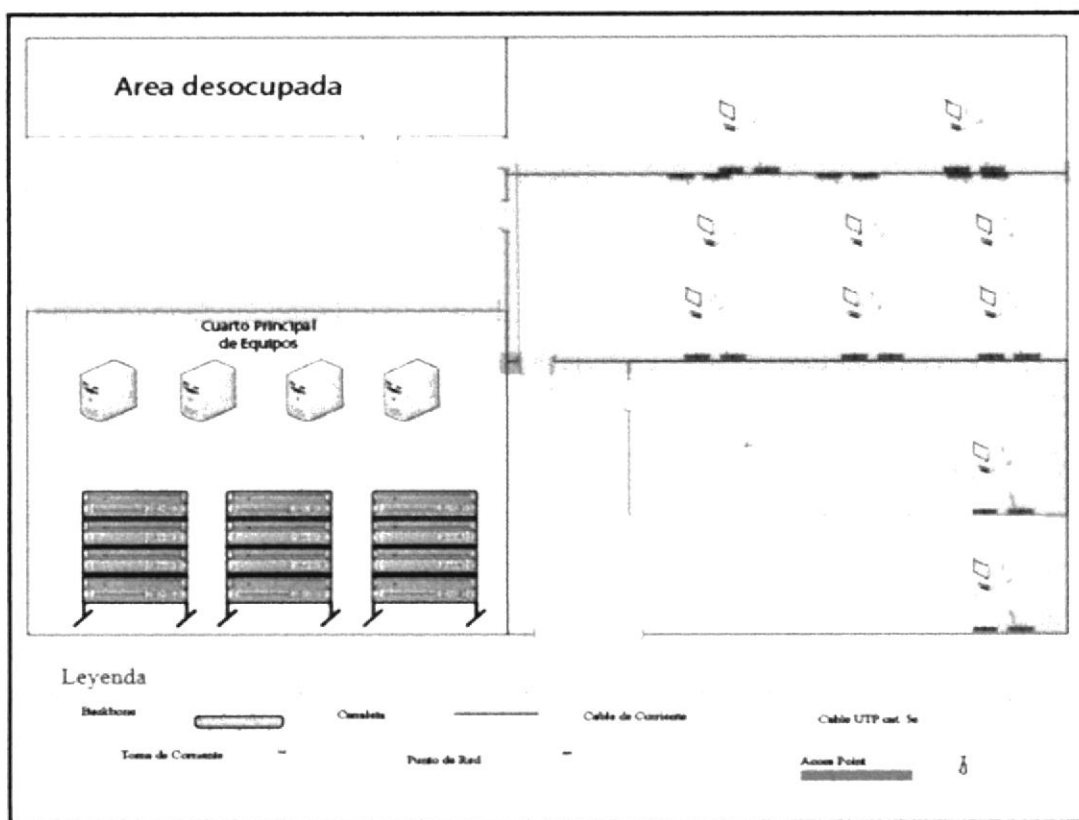 Area desocupada
Cuarto Principal
de Equipos
Leyenda
Backbone
Canaleta
Cable de Corriente
Cable UTP cat. 5e
Toma de Corriente
Punto de Red
Acces Point